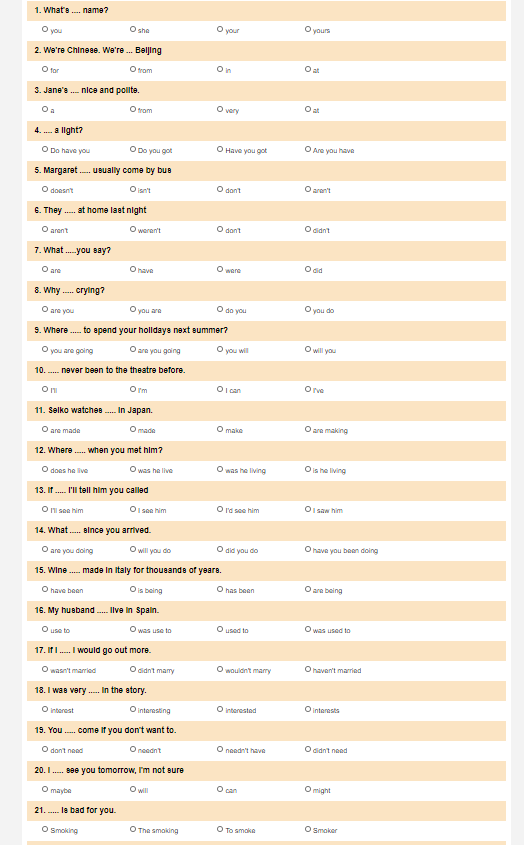 1. What's .... name?
you she your yours
2. We're Chinese. We're ... Beijing
for from in at
3. Jane's .... nice and polite.
a from very at
4. .... a light?
Do have you Do you got Have you got Are you have
5. Margaret ..... usually come by bus
doesn't isn't don't aren't
6. They ..... at home last night
aren't weren't don't didn't
7. What .....you say?
are have were did
8. Why ..... crying?
are you you are do you you do
9. Where ..... to spend your holidays next summer?
you are going are you going you will will you
10. ..... never been to the theatre before.
I'll I'm I can I've
11. Seiko watches ..... in Japan.
are made made make are making
12. Where ..... when you met him?
does he live was he live was he living is he living
13. If ..... I'll tell him you called
I'll see him I see him I'd see him I saw him
14. What ..... since you arrived.
are you doing will you do did you do have you been doing
15. Wine ..... made in Italy for thousands of years.
have been is being has been are being
16. My husband ..... live in Spain.
use to was use to used to was used to
17. If I ..... I would go out more.
wasn't married didn't marry wouldn't marry haven't married
18. I was very ..... in the story.
interest interesting interested interests
19. You ..... come if you don't want to.
don't need needn't needn't have didn't need
20. I ..... see you tomorrow, I'm not sure
maybe will can might
21. ..... is bad for you.
Smoking The smoking To smoke Smoker